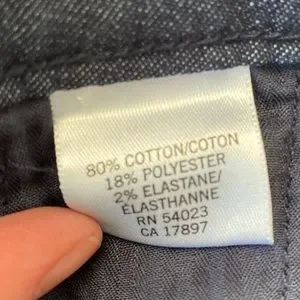 80% COTTON/COTON
18% POLYESTER
2% ELASTANE/
ÉLASTHANNE
RN 54023
CA 17897